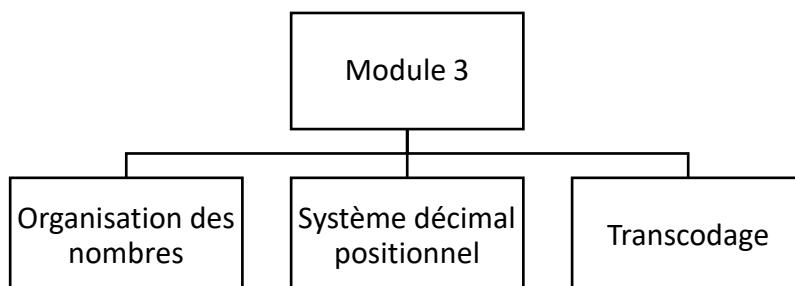 Module 3
Organisation des
nombres
Système décimal
positionnel
Transcodage